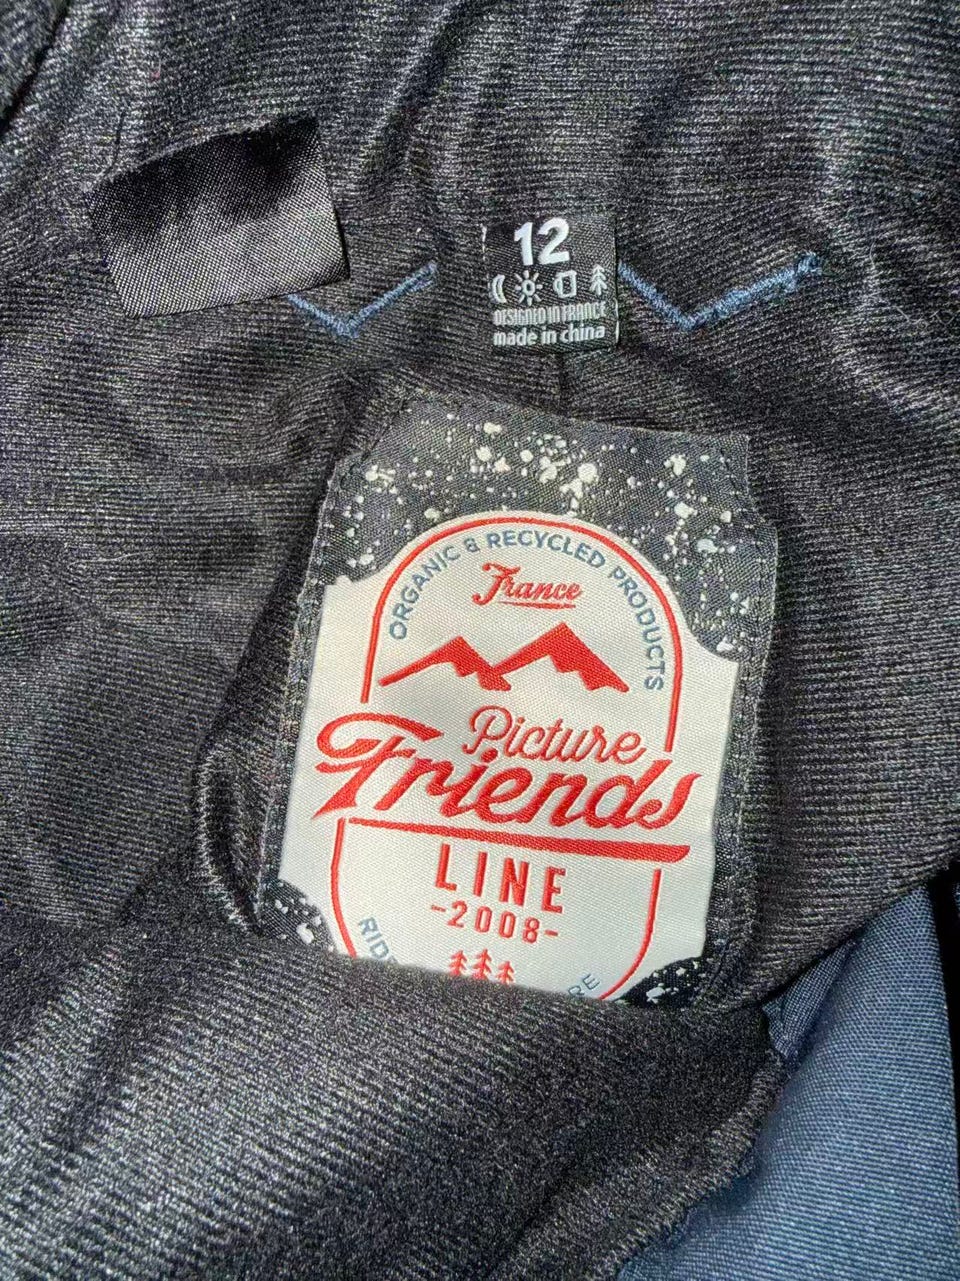 12
DESIGNED IN FRANCE
made in china
ORGANIC & RECYCLED PRODUCTS
France
Picture
Friends
LINE
-2008-